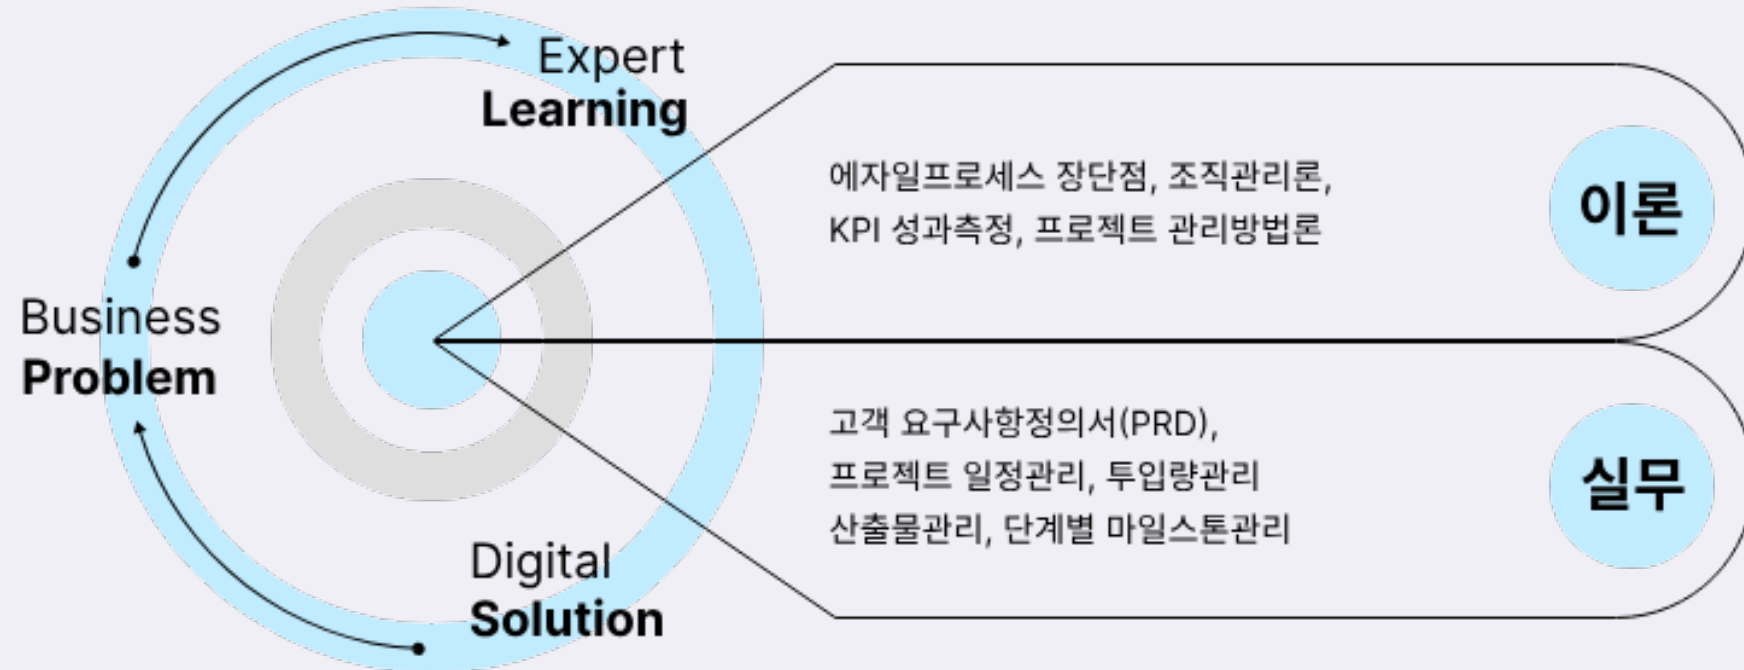 Expert
Learning
Business
Problem
Digital
Solution
에자일프로세스 장단점, 조직관리론,
KPI 성과측정, 프로젝트 관리방법론
이론
고객 요구사항정의서(PRD),
프로젝트 일정관리, 투입량관리
산출물관리, 단계별 마일스톤관리
실무